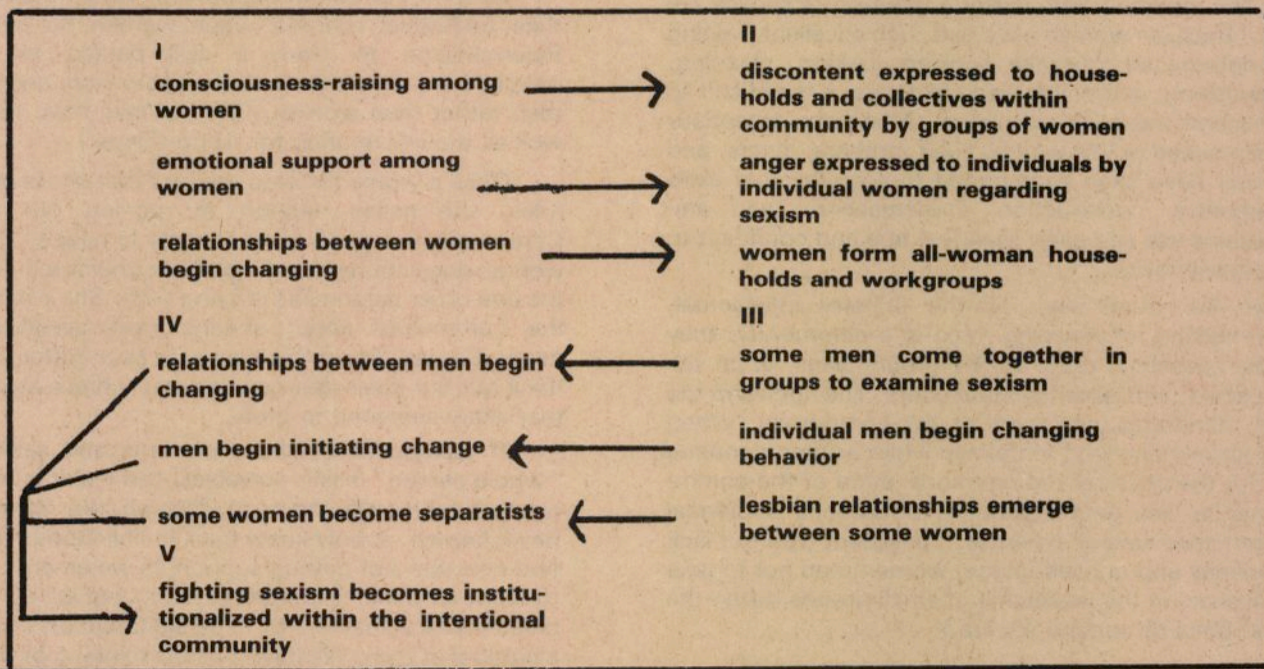 I
consciousness-raising among
women
emotional support among
women
relationships between women
begin changing
II
discontent expressed to house-
holds and collectives within
community by groups of women
anger expressed to individuals by
individual women regarding
sexism
women form all-woman house-
holds and workgroups
III
some men come together in
groups to examine sexism
individual men begin changing
behavior
lesbian relationships emerge
between some women
IV
relationships between men begin
changing
men begin initiating change
some women become separatists
V
fighting sexism becomes institu-
tionalized within the intentional
community